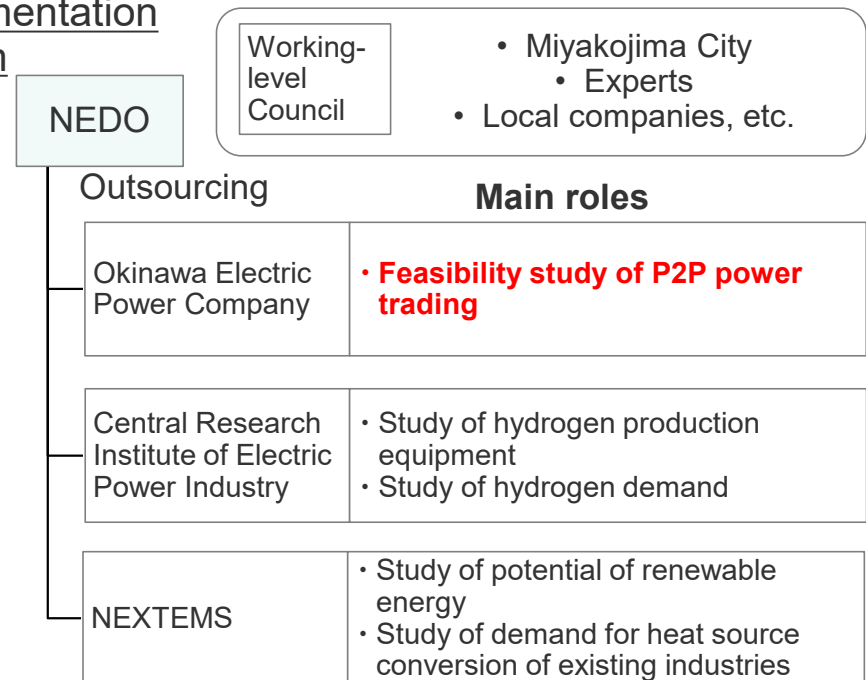 Working-
level
Council
• Miyakojima City
• Experts
• Local companies, etc.
NEDO
Outsourcing
Main roles
Okinawa Electric
Power Company
・Feasibility study of P2P power
trading
Central Research
Institute of Electric
Power Industry
・Study of hydrogen production
equipment
・Study of hydrogen demand
NEXTEMS
・Study of potential of renewable
energy
・Study of demand for heat source
conversion of existing industries